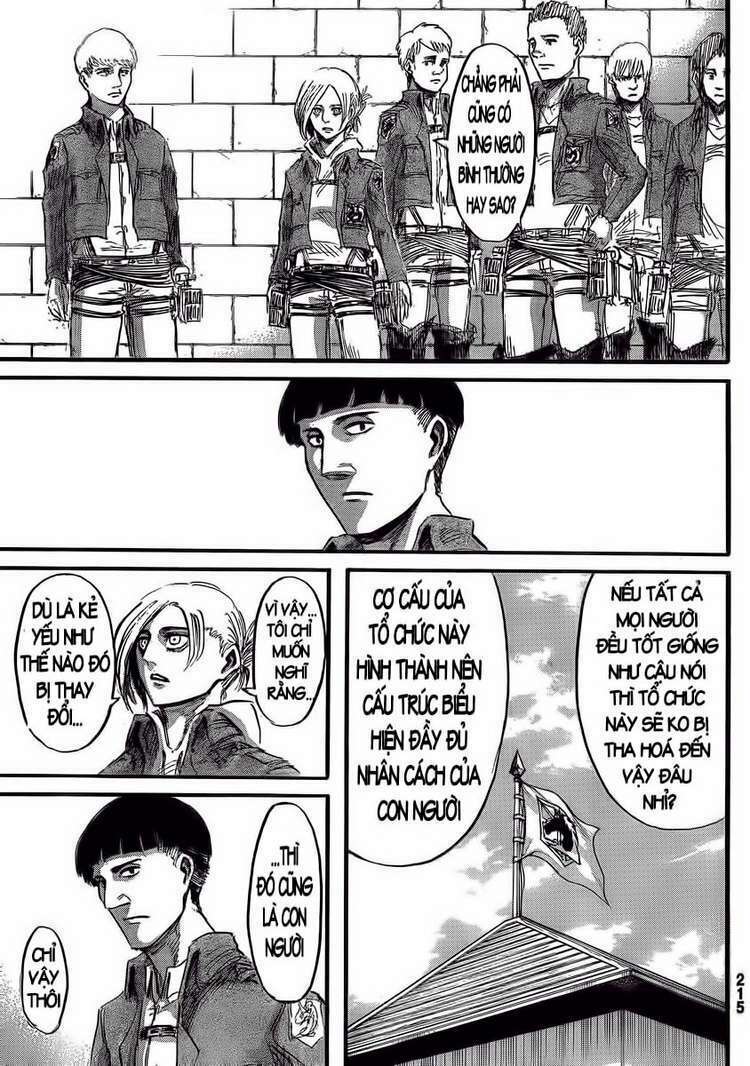 CHẲNG PHẢI
CŨNG CÓ
NHỮNG NGƯỜI
BÌNH THƯỜNG
HAY SAO?
NẾU TẤT CẢ
MỌI NGƯỜI
ĐỀU TỐT GIỐNG
NHƯ CẬU NÓI
THÌ TỔ CHỨC
NÀY SẼ KO BỊ
THA HOÁ ĐẾN
VẬY ĐÂU
NHỈ?
CƠ CẤU CỦA
TỔ CHỨC NÀY
HÌNH THÀNH NÊN
CẤU TRÚC BIỂU
HIỆN ĐẦY ĐỦ
NHÂN CÁCH CỦA
CON NGƯỜI
VÌ VẬY...
TÔI CHỈ
MUỐN
NGHĨ
RẰNG...
DÙ LÀ KẺ
YẾU NHƯ
THẾ NÀO ĐÓ
BỊ THAY
ĐỔI...
...THÌ
ĐÓ CŨNG
LÀ CON
NGƯỜI
CHỈ
VẬY
THÔI
215